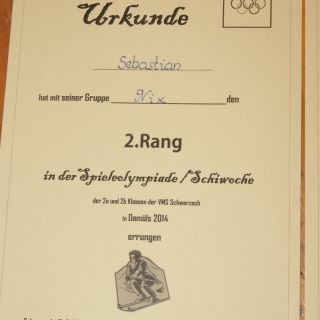 Urkunde
Sebastian
hat mit seiner Gruppe Nix den
2.Rang
in der Spieleolympiade/Schiwoche
der 2a und 2b Klassen der VMS Schwarzach
in Damüls 2014
errungen